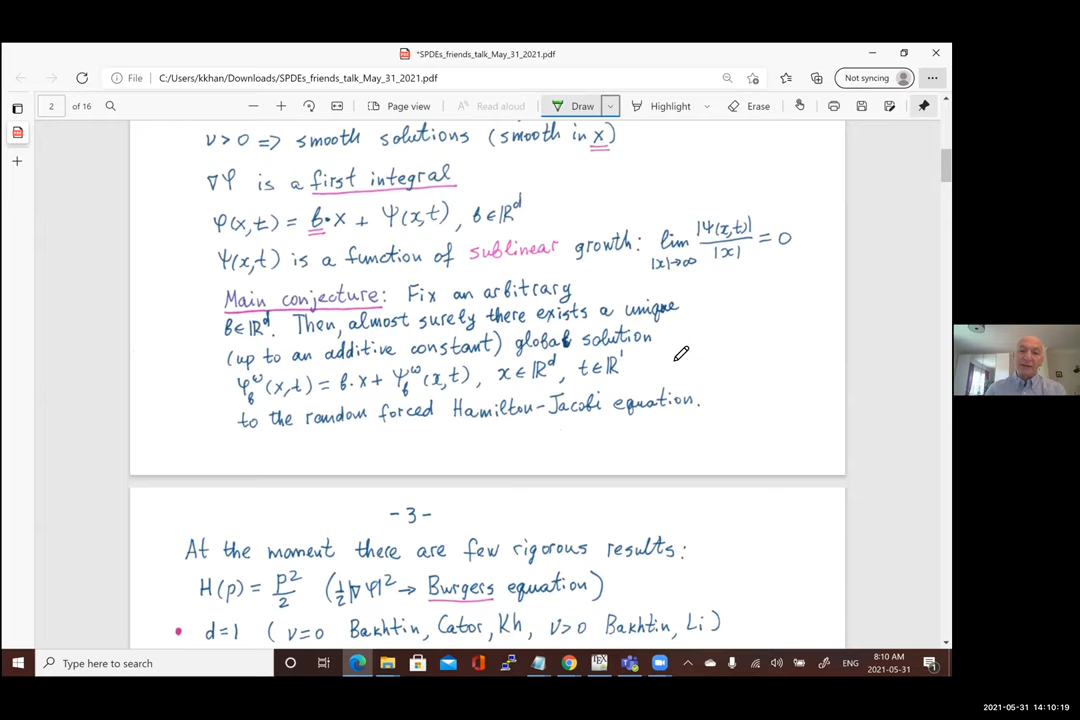 *SPDEs_friends_talk_May_31_2021.pdf
File | C:/Users/kkhan/Downloads/SPDEs_friends_talk_May_31_2021.pdf
Not syncing
2 of 16
Page view
Read aloud
Draw
Highlight
Erase
ν > 0 => smooth solutions (smooth in x)
∇φ is a first integral
φ(x,t) = b·x + ψ(x,t), b∈ℝ^d
ψ(x,t) is a function of sublinear growth: lim_{|x|→∞} |ψ(x,t)|/|x| = 0
Main conjecture: Fix an arbitrary
b∈ℝ^d. Then, almost surely there exists a unique
(up to an additive constant) global solution
φ_b^ω(x,t) = b·x + ψ_b^ω(x,t), x∈ℝ^d, t∈ℝ^1
to the random forced Hamilton-Jacobi equation.
-3-
At the moment there are few rigorous results:
H(p) = p²/2 (½|∇φ|² → Burgers equation)
• d=1 (ν=0 Bakhtin, Cator, Kh, ν>0 Bakhtin, Li)
Type here to search
ENG
8:10 AM
2021-05-31
2021-05-31 14:10:19